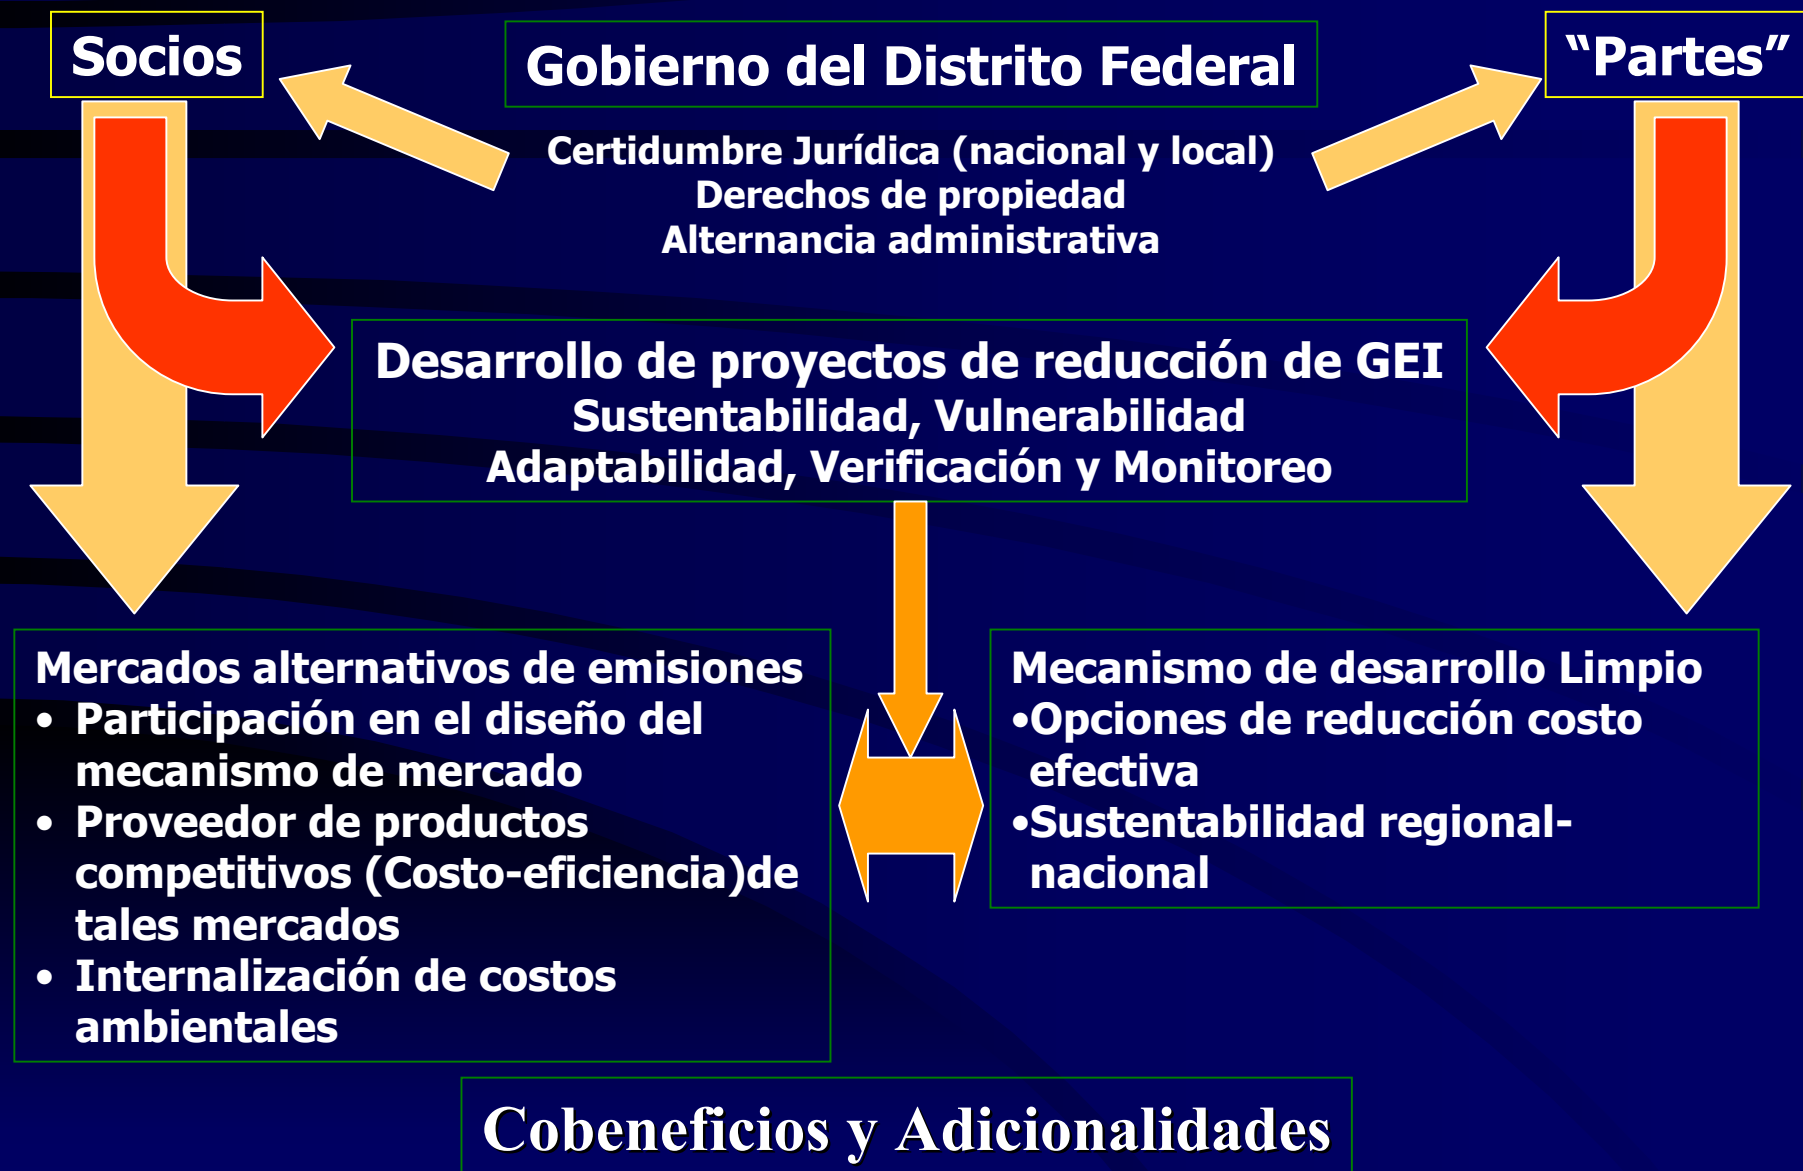 Socios
Gobierno del Distrito Federal
“Partes”
Certidumbre Jurídica (nacional y local)
Derechos de propiedad
Alternancia administrativa
Desarrollo de proyectos de reducción de GEI
Sustentabilidad, Vulnerabilidad
Adaptabilidad, Verificación y Monitoreo
Mercados alternativos de emisiones
• Participación en el diseño del
mecanismo de mercado
• Proveedor de productos
competitivos (Costo-eficiencia)de
tales mercados
• Internalización de costos
ambientales
Mecanismo de desarrollo Limpio
•Opciones de reducción costo
efectiva
•Sustentabilidad regional-
nacional
Cobeneficios y Adicionalidades